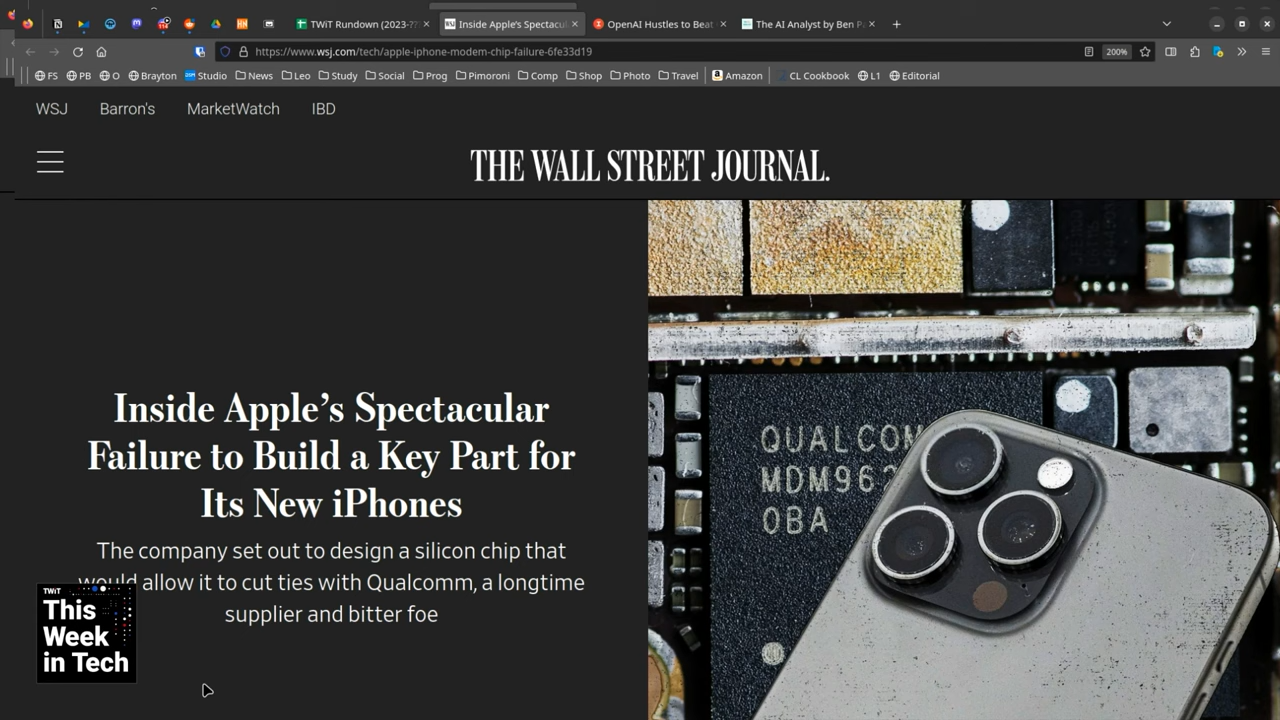 TWiT Rundown (2023-??
Inside Apple's Spectacul
OpenAI Hustles to Beat
The AI Analyst by Ben P
https://www.wsj.com/tech/apple-iphone-modem-chip-failure-6fe33d19
200%
FS PB O Brayton Studio News Leo Study Social Prog Pimoroni Comp Shop Photo Travel Amazon CL Cookbook L1 Editorial
WSJ Barron's MarketWatch IBD
THE WALL STREET JOURNAL.
Inside Apple's Spectacular
Failure to Build a Key Part for
Its New iPhones
The company set out to design a silicon chip that
would allow it to cut ties with Qualcomm, a longtime
supplier and bitter foe
TWiT
This
Week
in Tech
QUALCOM
MDM962
OBA